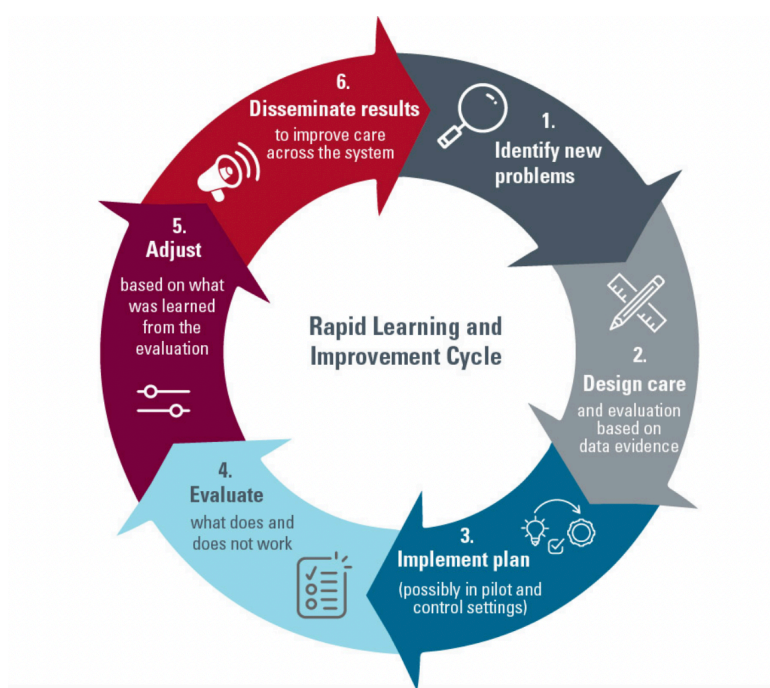 6.
Disseminate results
to improve care
across the system
1.
Identify new
problems
2.
Design care
and evaluation
based on
data evidence
3.
Implement plan
(possibly in pilot and
control settings)
4.
Evaluate
what does and
does not work
5.
Adjust
based on what
was learned
from the
evaluation
Rapid Learning and
Improvement Cycle